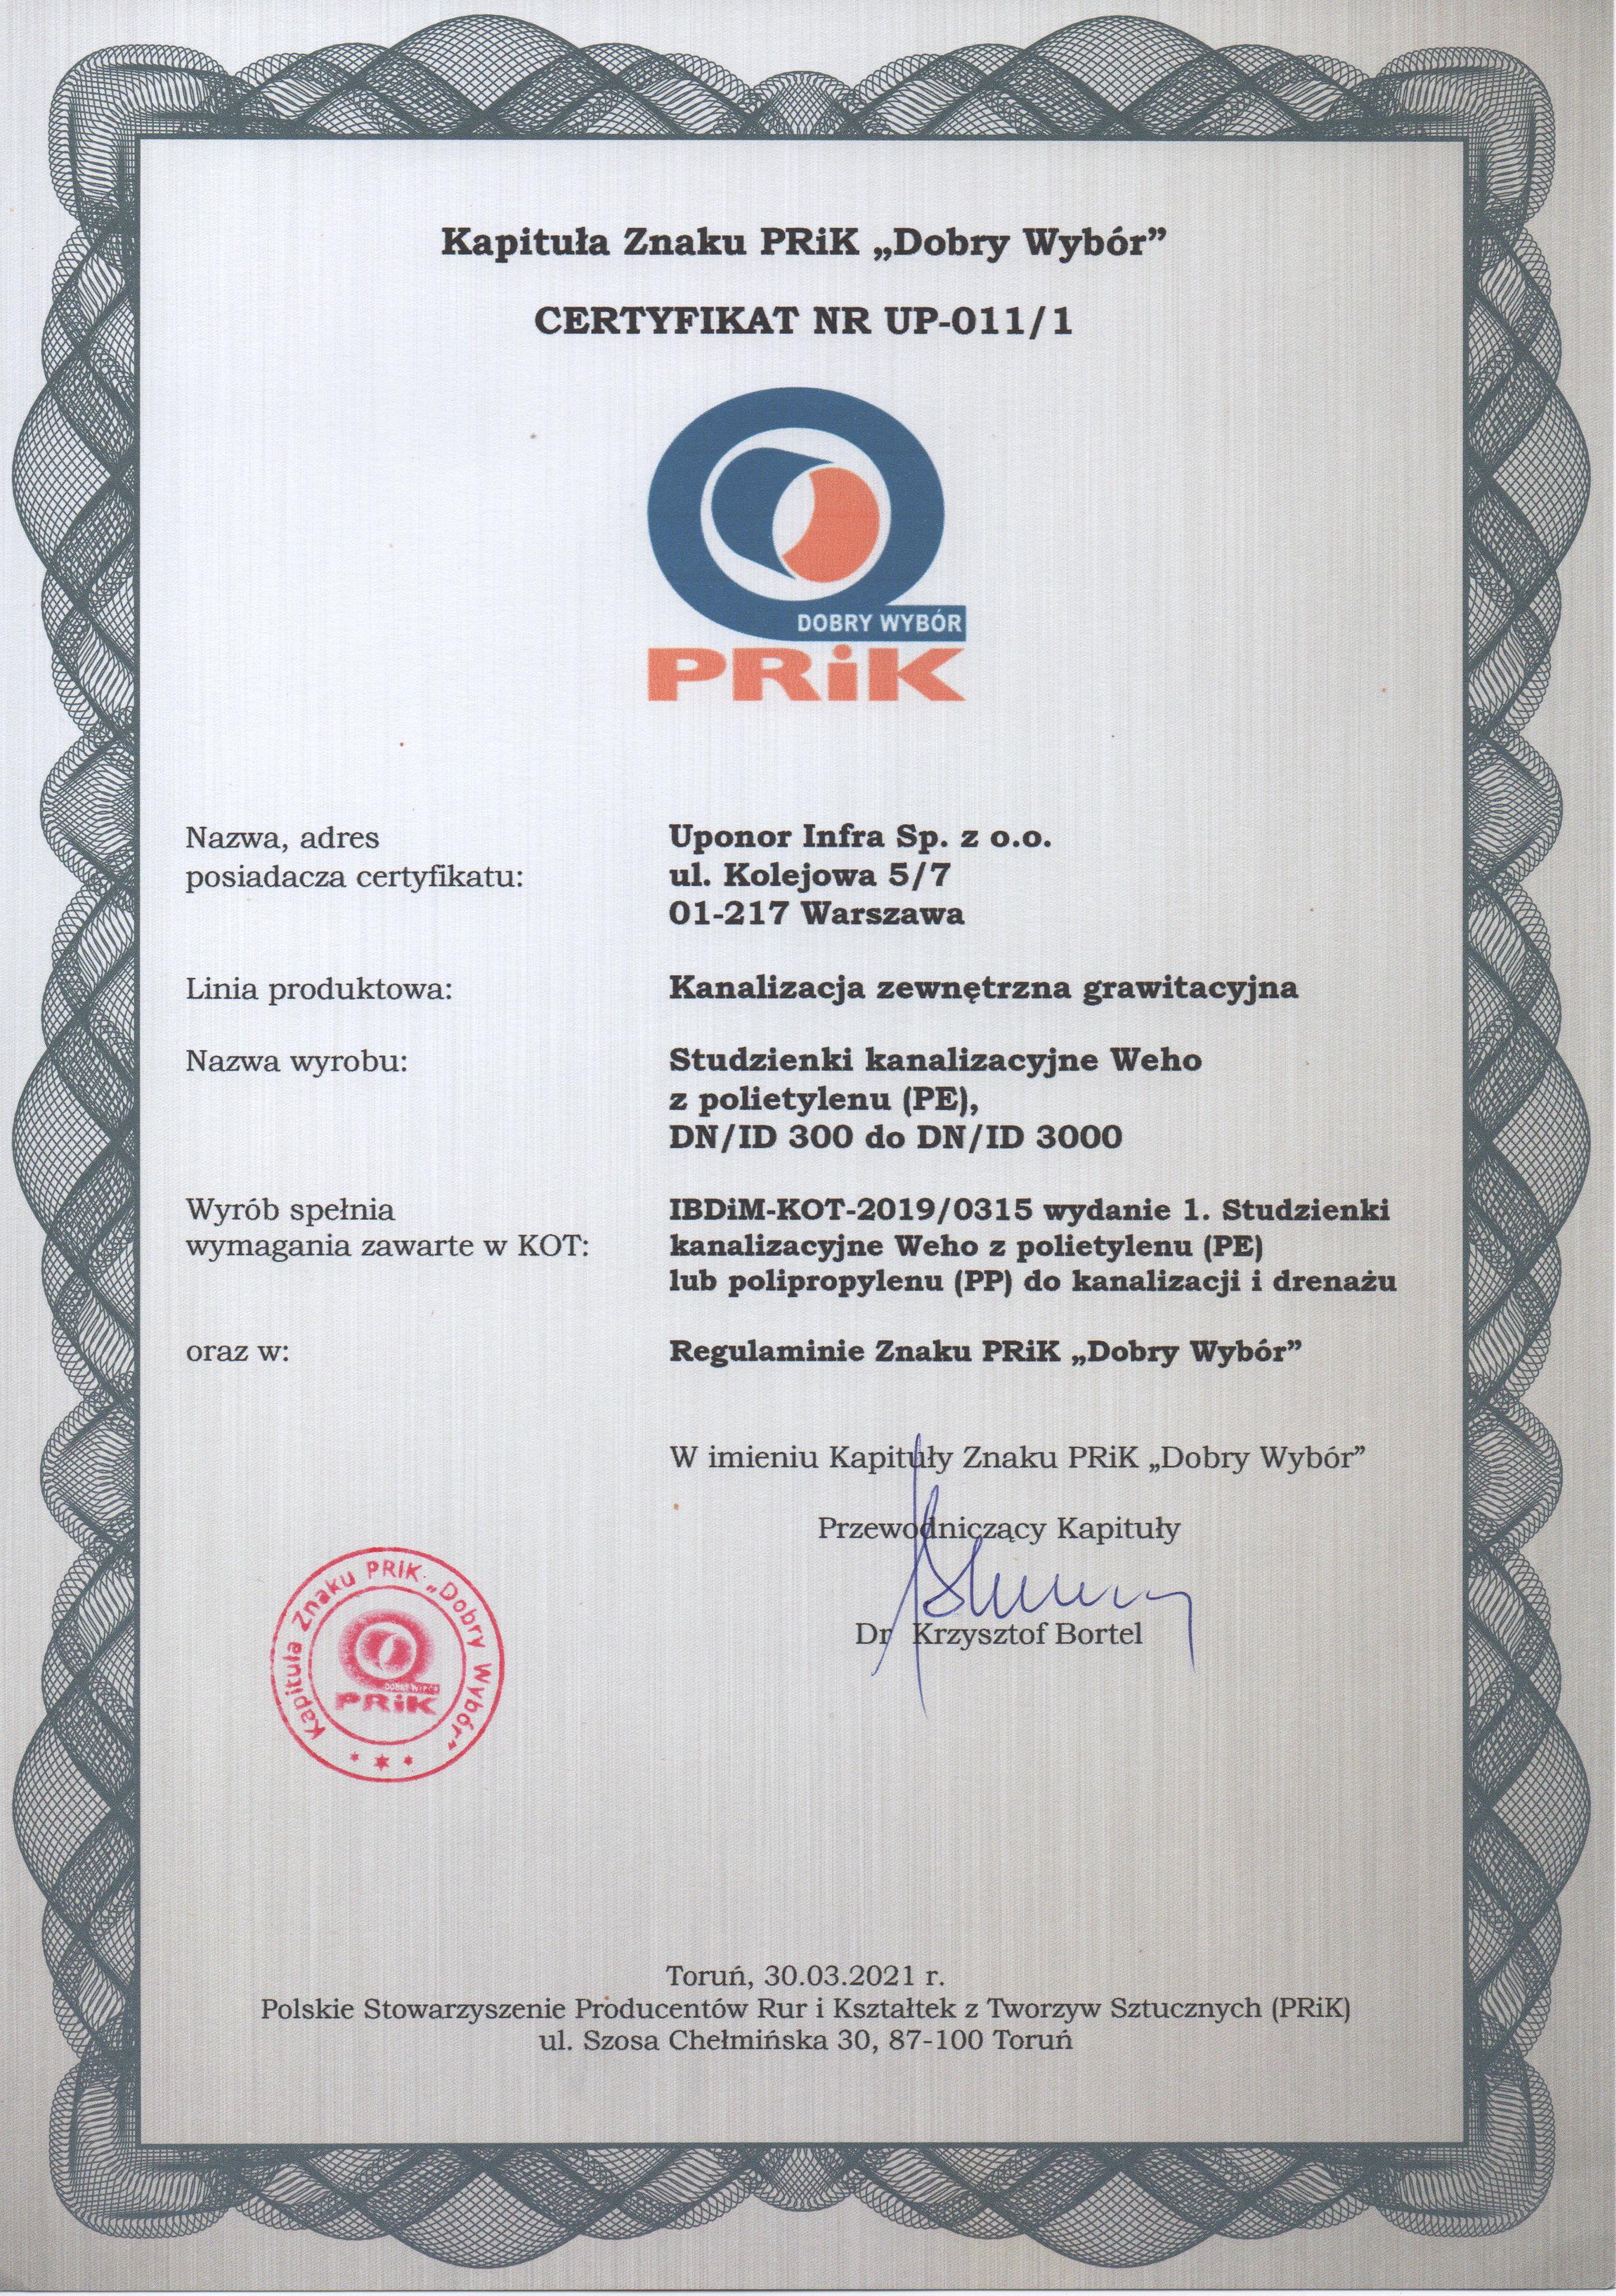 Kapituła Znaku PRiK „Dobry Wybór”
CERTYFIKAT NR UP-011/1
DOBRY WYBÓR
PRiK
Nazwa, adres
posiadacza certyfikatu:
Uponor Infra Sp. z o.o.
ul. Kolejowa 5/7
01-217 Warszawa
Linia produktowa:
Kanalizacja zewnętrzna grawitacyjna
Nazwa wyrobu:
Studzienki kanalizacyjne Weho
z polietylenu (PE),
DN/ID 300 do DN/ID 3000
Wyrób spełnia
wymagania zawarte w KOT:
IBDiM-KOT-2019/0315 wydanie 1. Studzienki
kanalizacyjne Weho z polietylenu (PE)
lub polipropylenu (PP) do kanalizacji i drenażu
oraz w:
Regulaminie Znaku PRiK „Dobry Wybór”
W imieniu Kapituły Znaku PRiK „Dobry Wybór”
Przewodniczący Kapituły
Dr Krzysztof Bortel
Kapituła Znaku PRiK „Dobry Wybór”
DOBRY WYBÓR
PRiK
Toruń, 30.03.2021 r.
Polskie Stowarzyszenie Producentów Rur i Kształtek z Tworzyw Sztucznych (PRiK)
ul. Szosa Chełmińska 30, 87-100 Toruń